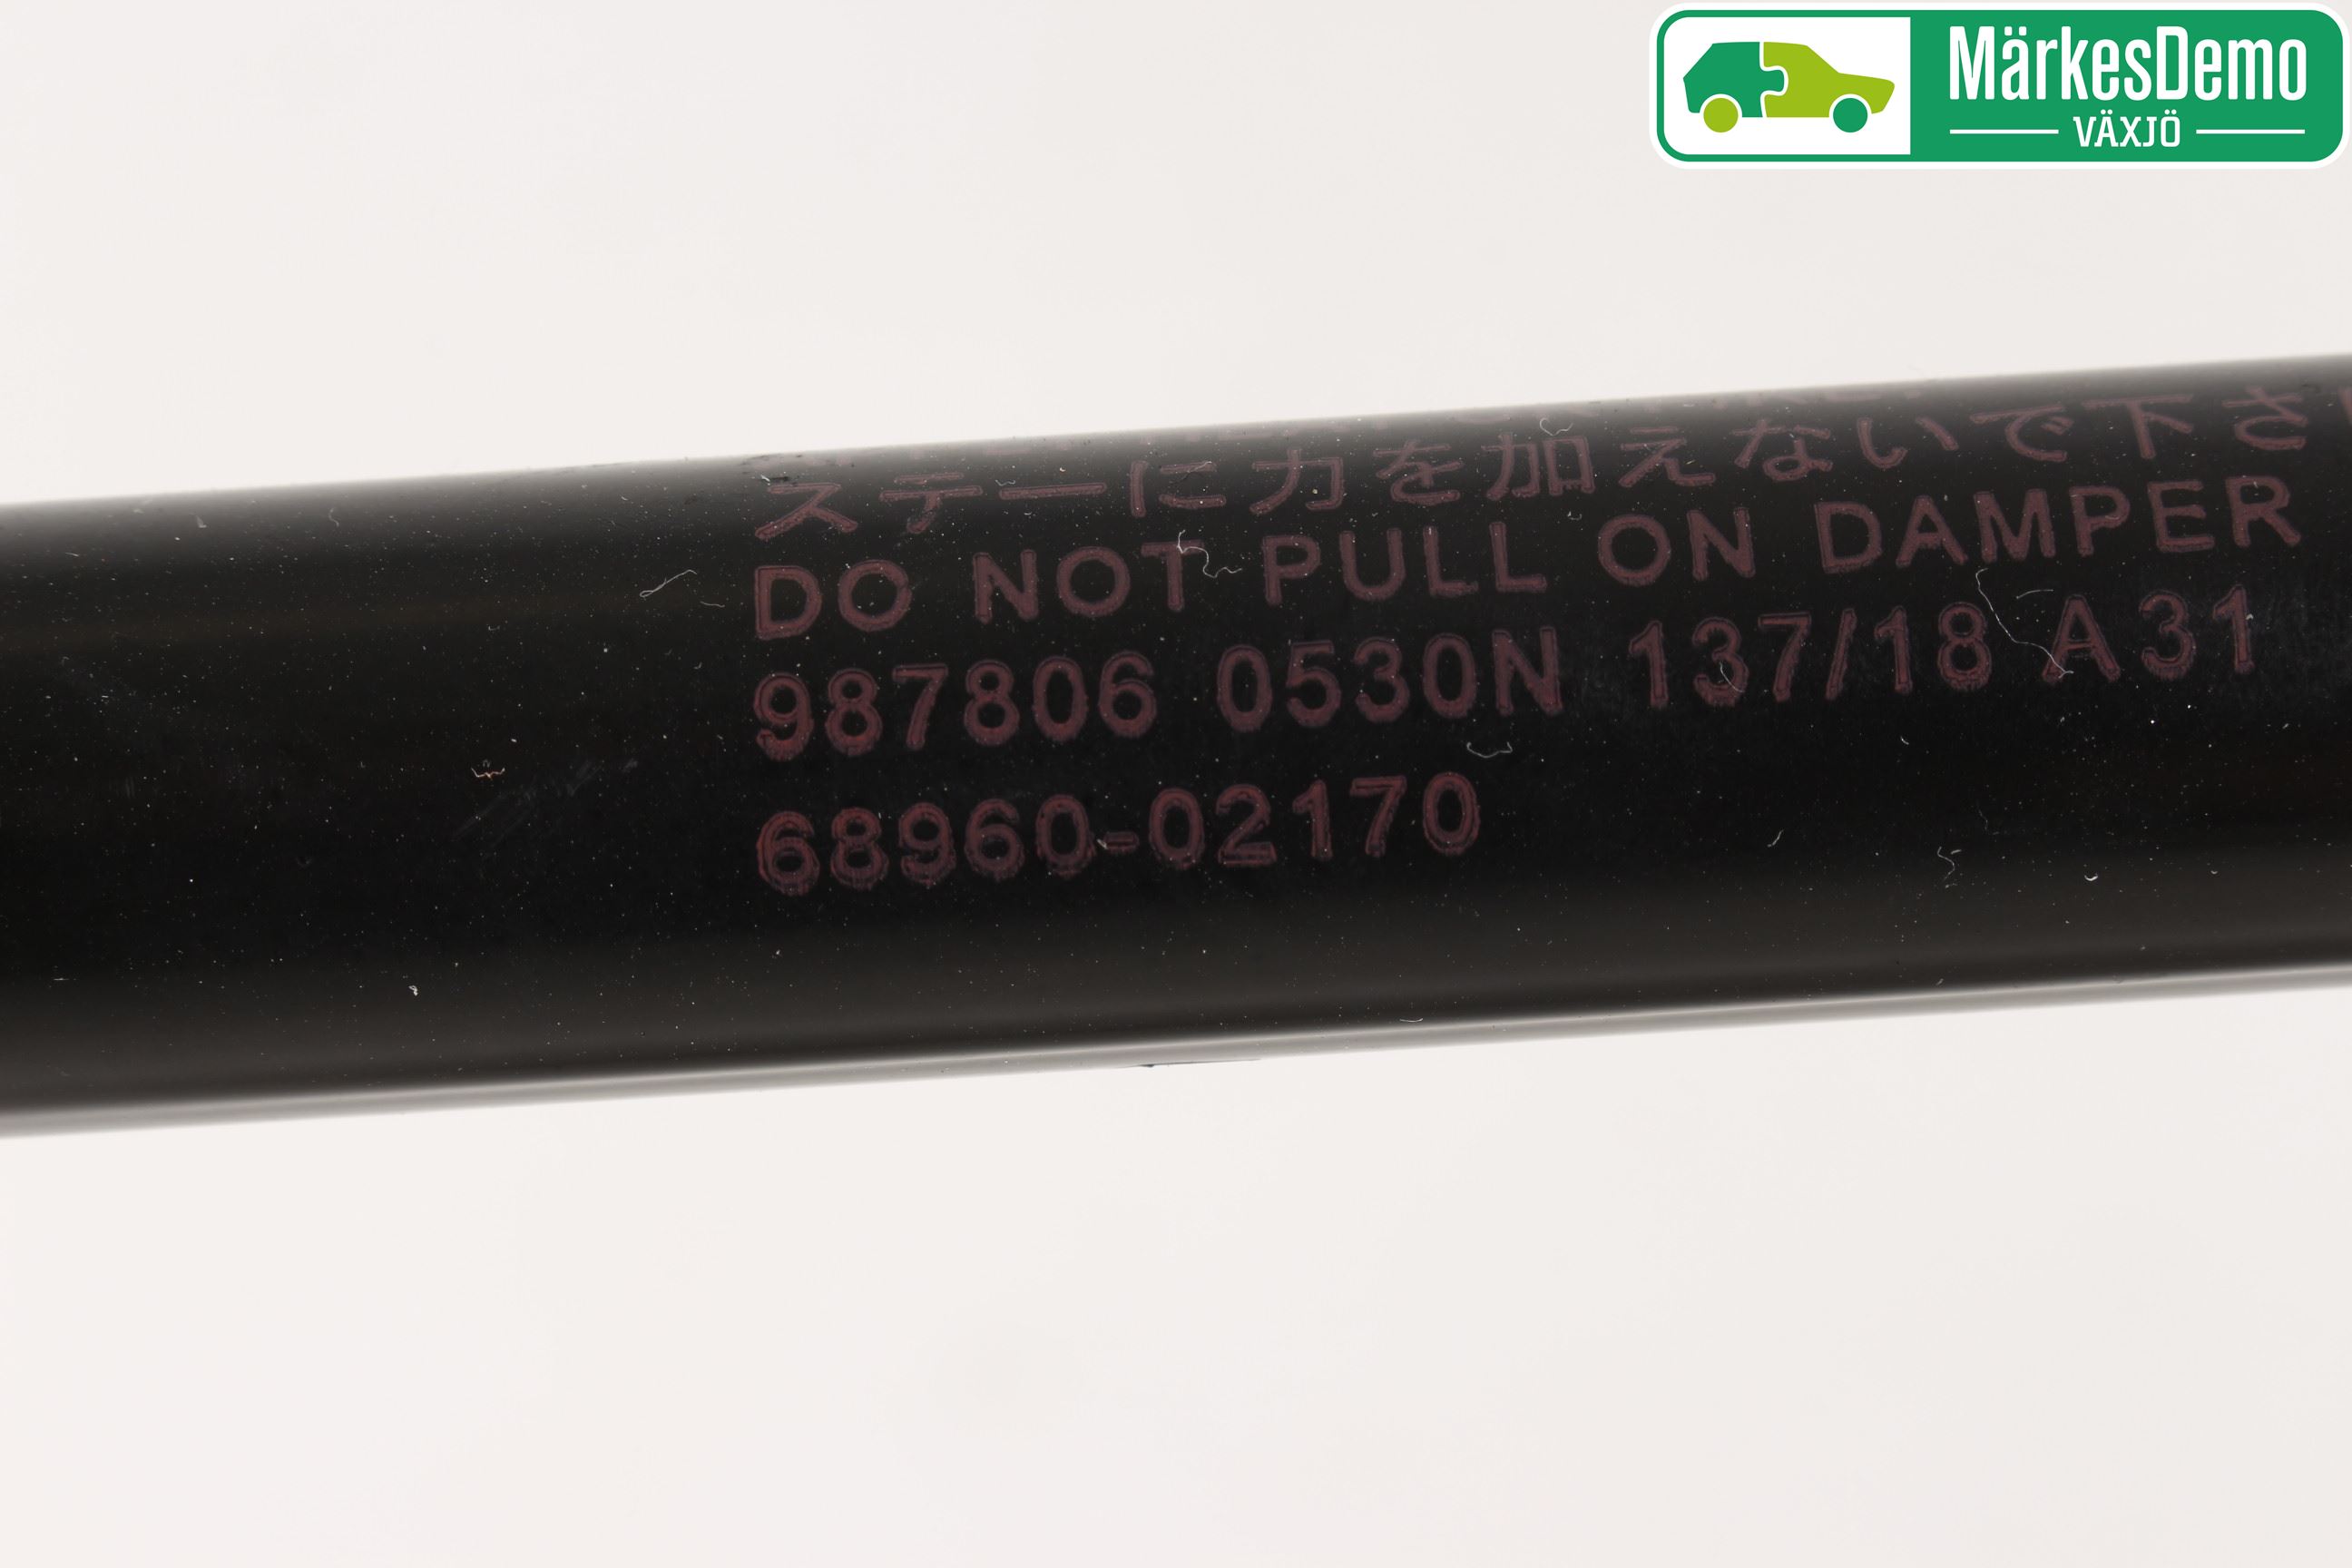 MärkesDemo
VÄXJÖ
ステーに力を加えないで下さ
DO NOT PULL ON DAMPER
987806 0530N 137/18 A31
68960-02170